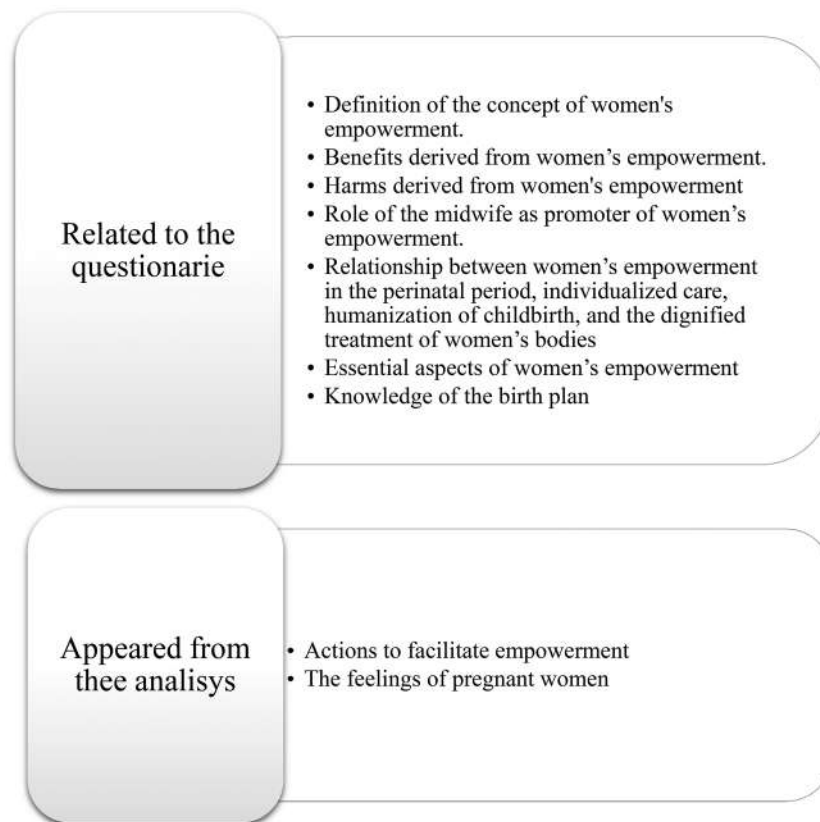 Related to the
questionarie
• Definition of the concept of women's
empowerment.
• Benefits derived from women’s empowerment.
• Harms derived from women's empowerment
• Role of the midwife as promoter of women’s
empowerment.
• Relationship between women’s empowerment
in the perinatal period, individualized care,
humanization of childbirth, and the dignified
treatment of women’s bodies
• Essential aspects of women’s empowerment
• Knowledge of the birth plan
Appeared from
thee analisys
• Actions to facilitate empowerment
• The feelings of pregnant women